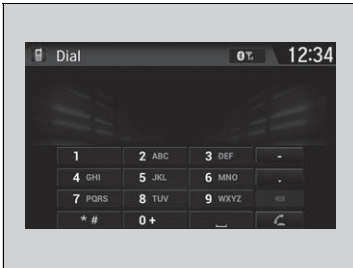 Dial 12:34
1 2 ABC 3 DEF -
4 GHI 5 JKL 6 MNO .
7 PQRS 8 TUV 9 WXYZ
* # 0 +